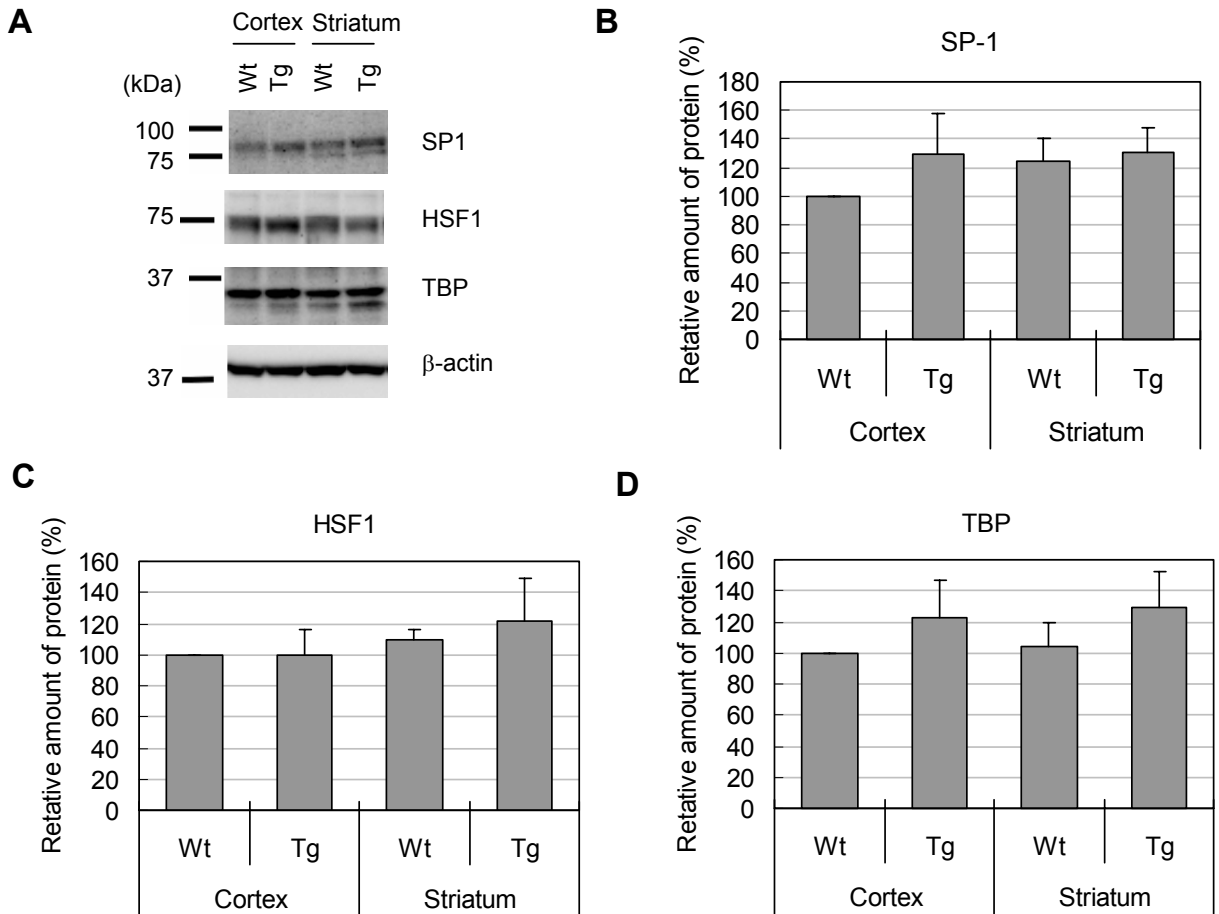 A
Cortex Striatum
Wt Tg Wt Tg
(kDa)
100
75
SP1
75
HSF1
37
TBP
37
β-actin
B
SP-1
Retative amount of protein (%)
180
160
140
120
100
80
60
40
20
0
Wt Tg Wt Tg
Cortex Striatum
C
HSF1
Retative amount of protein (%)
160
140
120
100
80
60
40
20
0
Wt Tg Wt Tg
Cortex Striatum
D
TBP
Retative amount of protein (%)
160
140
120
100
80
60
40
20
0
Wt Tg Wt Tg
Cortex Striatum